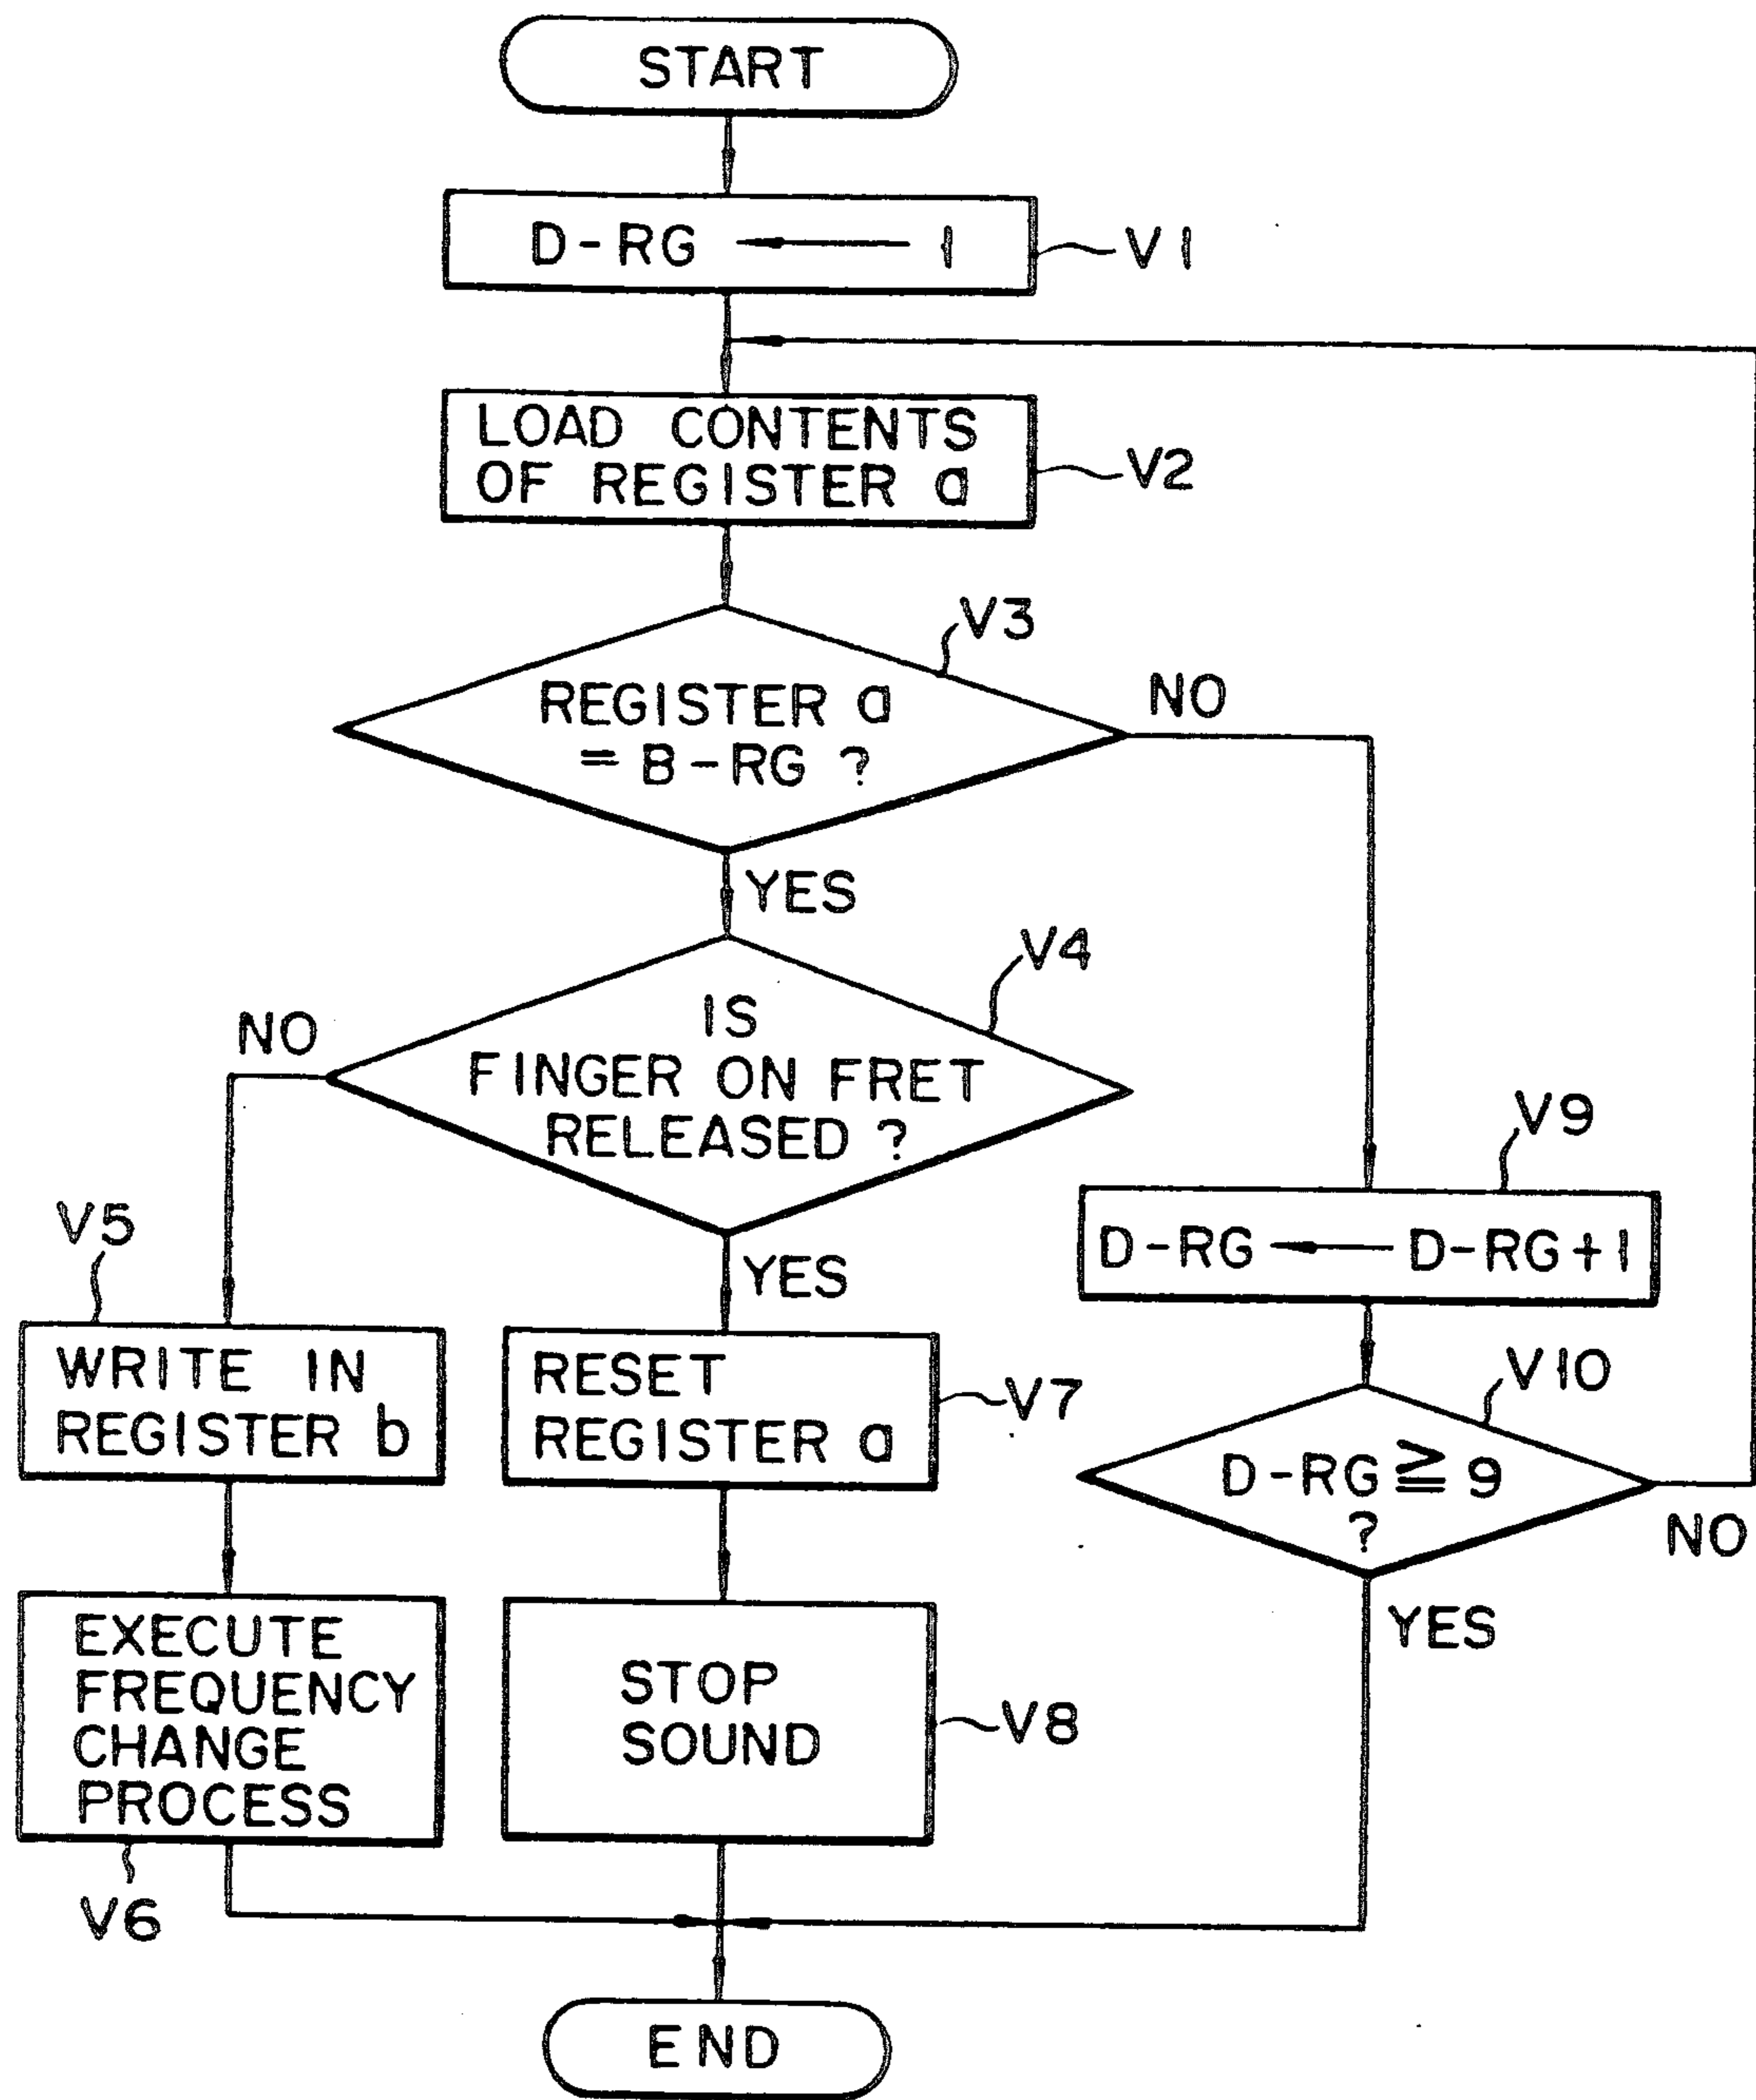 START
D-RG ← 1
V1
LOAD CONTENTS
OF REGISTER a
V2
V3
REGISTER a
= B-RG ?
NO
YES
V4
IS
FINGER ON FRET
RELEASED ?
NO
YES
V9
D-RG ← D-RG+1
V5
WRITE IN
REGISTER b
RESET
REGISTER a
V7
V10
D-RG ≧ 9
?
NO
YES
EXECUTE
FREQUENCY
CHANGE
PROCESS
V6
STOP
SOUND
V8
END